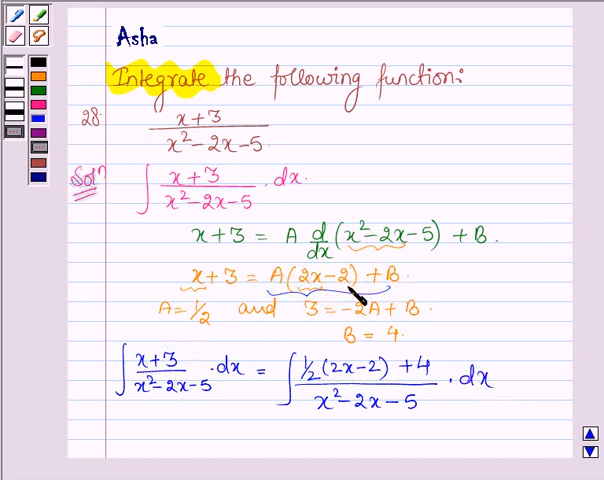 Asha
Integrate the following function:
28. x+3 / x² - 2x - 5
Solⁿ ∫ x+3 / x² - 2x - 5 . dx.
x+3 = A d/dx (x² - 2x - 5) + B.
x+3 = A(2x - 2) + B.
A = 1/2 and 3 = -2A + B.
B = 4.
∫ x+3 / x² - 2x - 5 . dx = ∫ 1/2 (2x - 2) + 4 / x² - 2x - 5 . dx